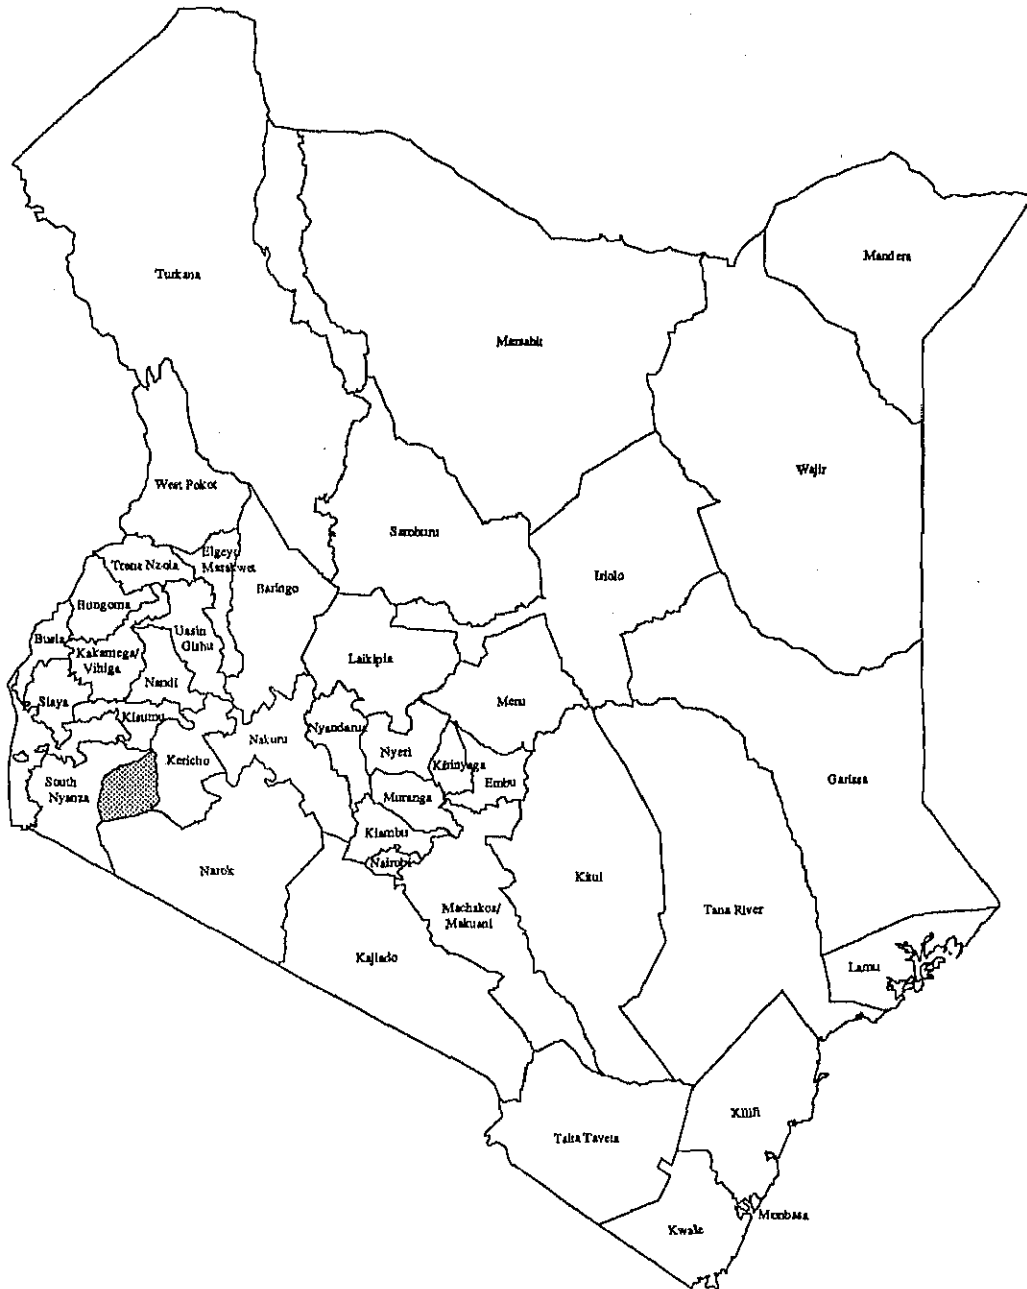 Turkana
Mandera
Marsabit
West Pokot
Wajir
Samburu
Isiolo
Trans Nzoia
Elgeyo
Marakwet
Baringo
Bungoma
Busia
Uasin
Gishu
Kakamega/
Vihiga
Nandi
Laikipia
Siaya
Kisumu
Meru
Nyandaru
Nakuru
Nyeri
Kericho
Kirinyaga
South
Nyanza
Embu
Garissa
Muranga
Kiambu
Nairobi
Narok
Kitui
Machakos/
Makuani
Tana River
Kajiado
Lamu
Kilifi
Taita Taveta
Mombasa
Kwale